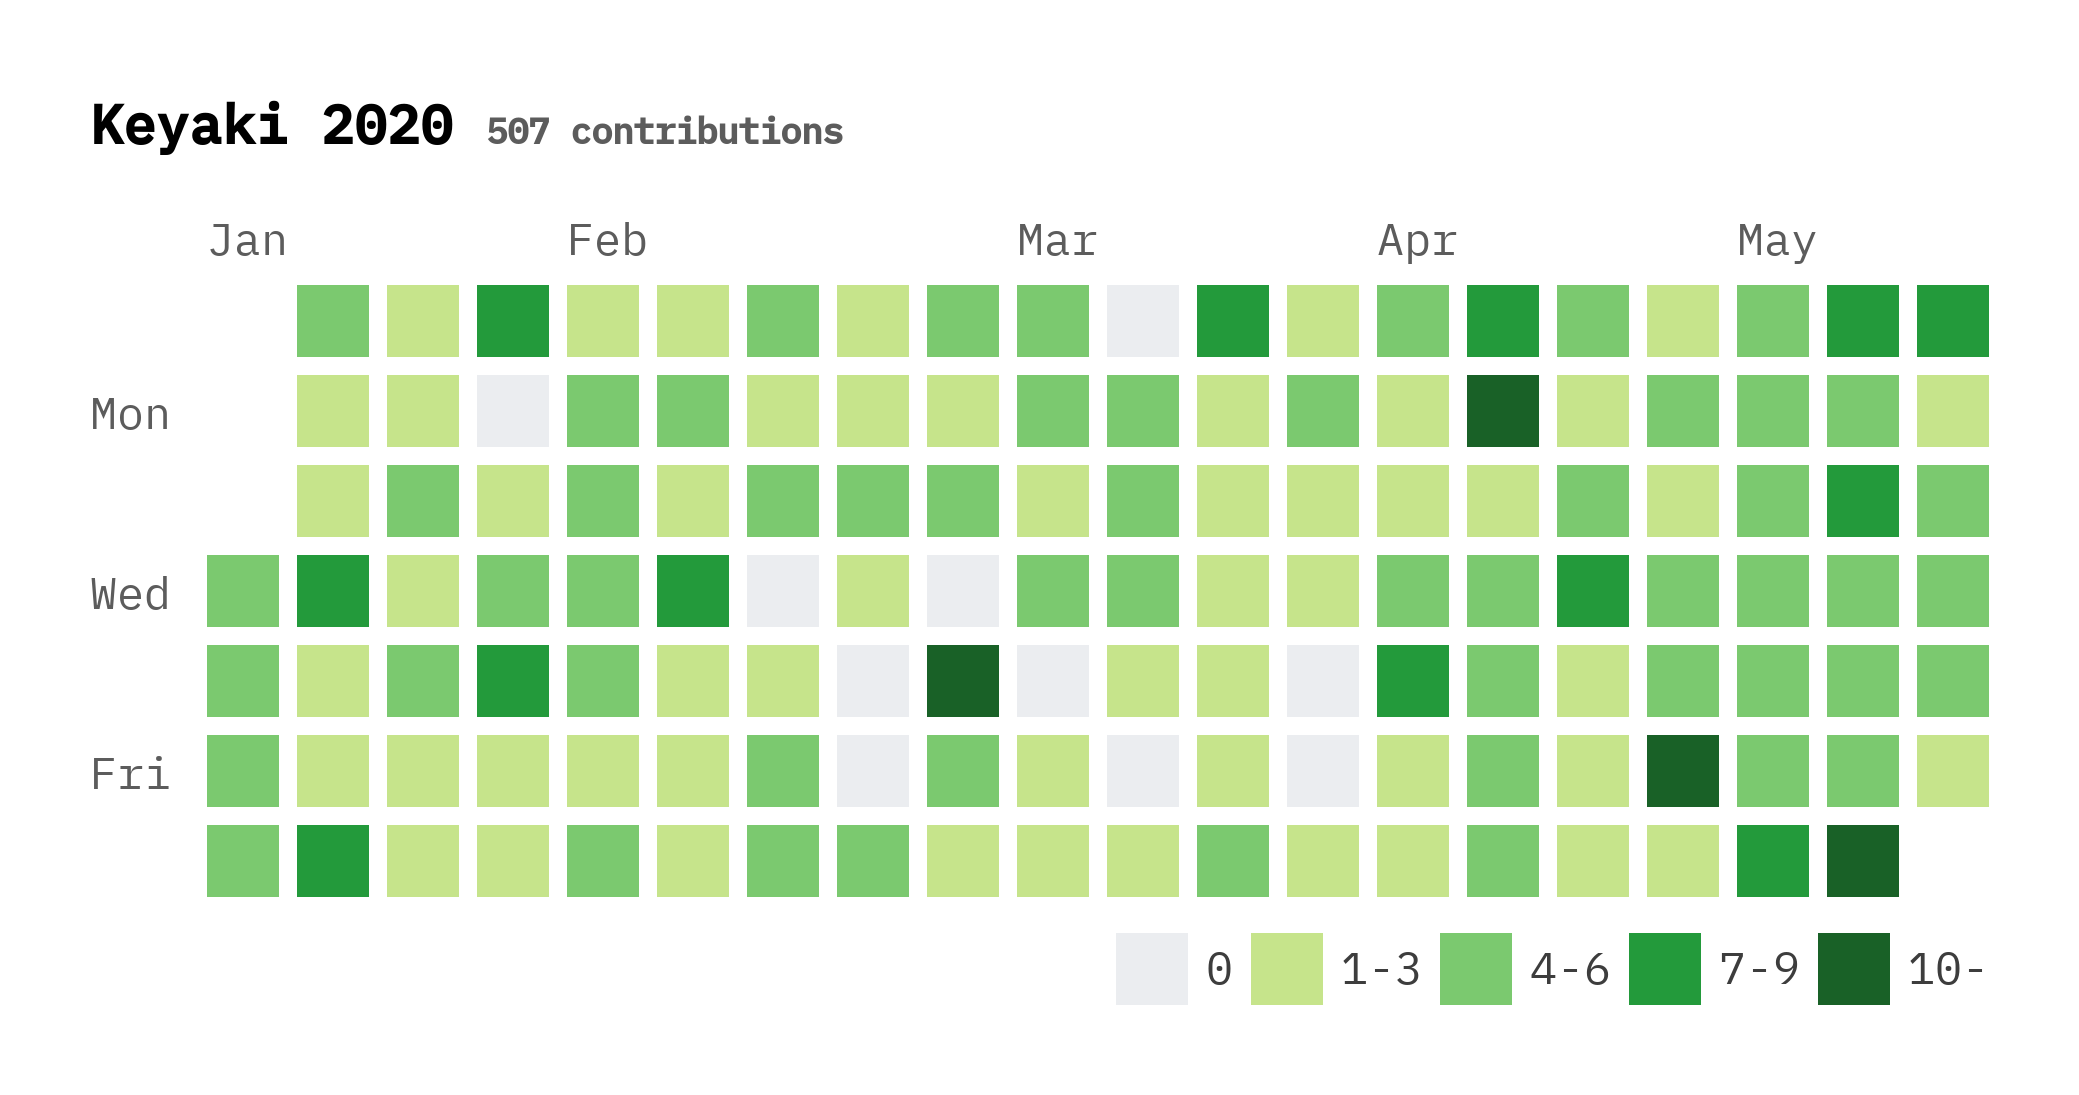 Keyaki 2020 507 contributions
Jan Feb Mar Apr May
Mon
Wed
Fri
0 1-3 4-6 7-9 10-